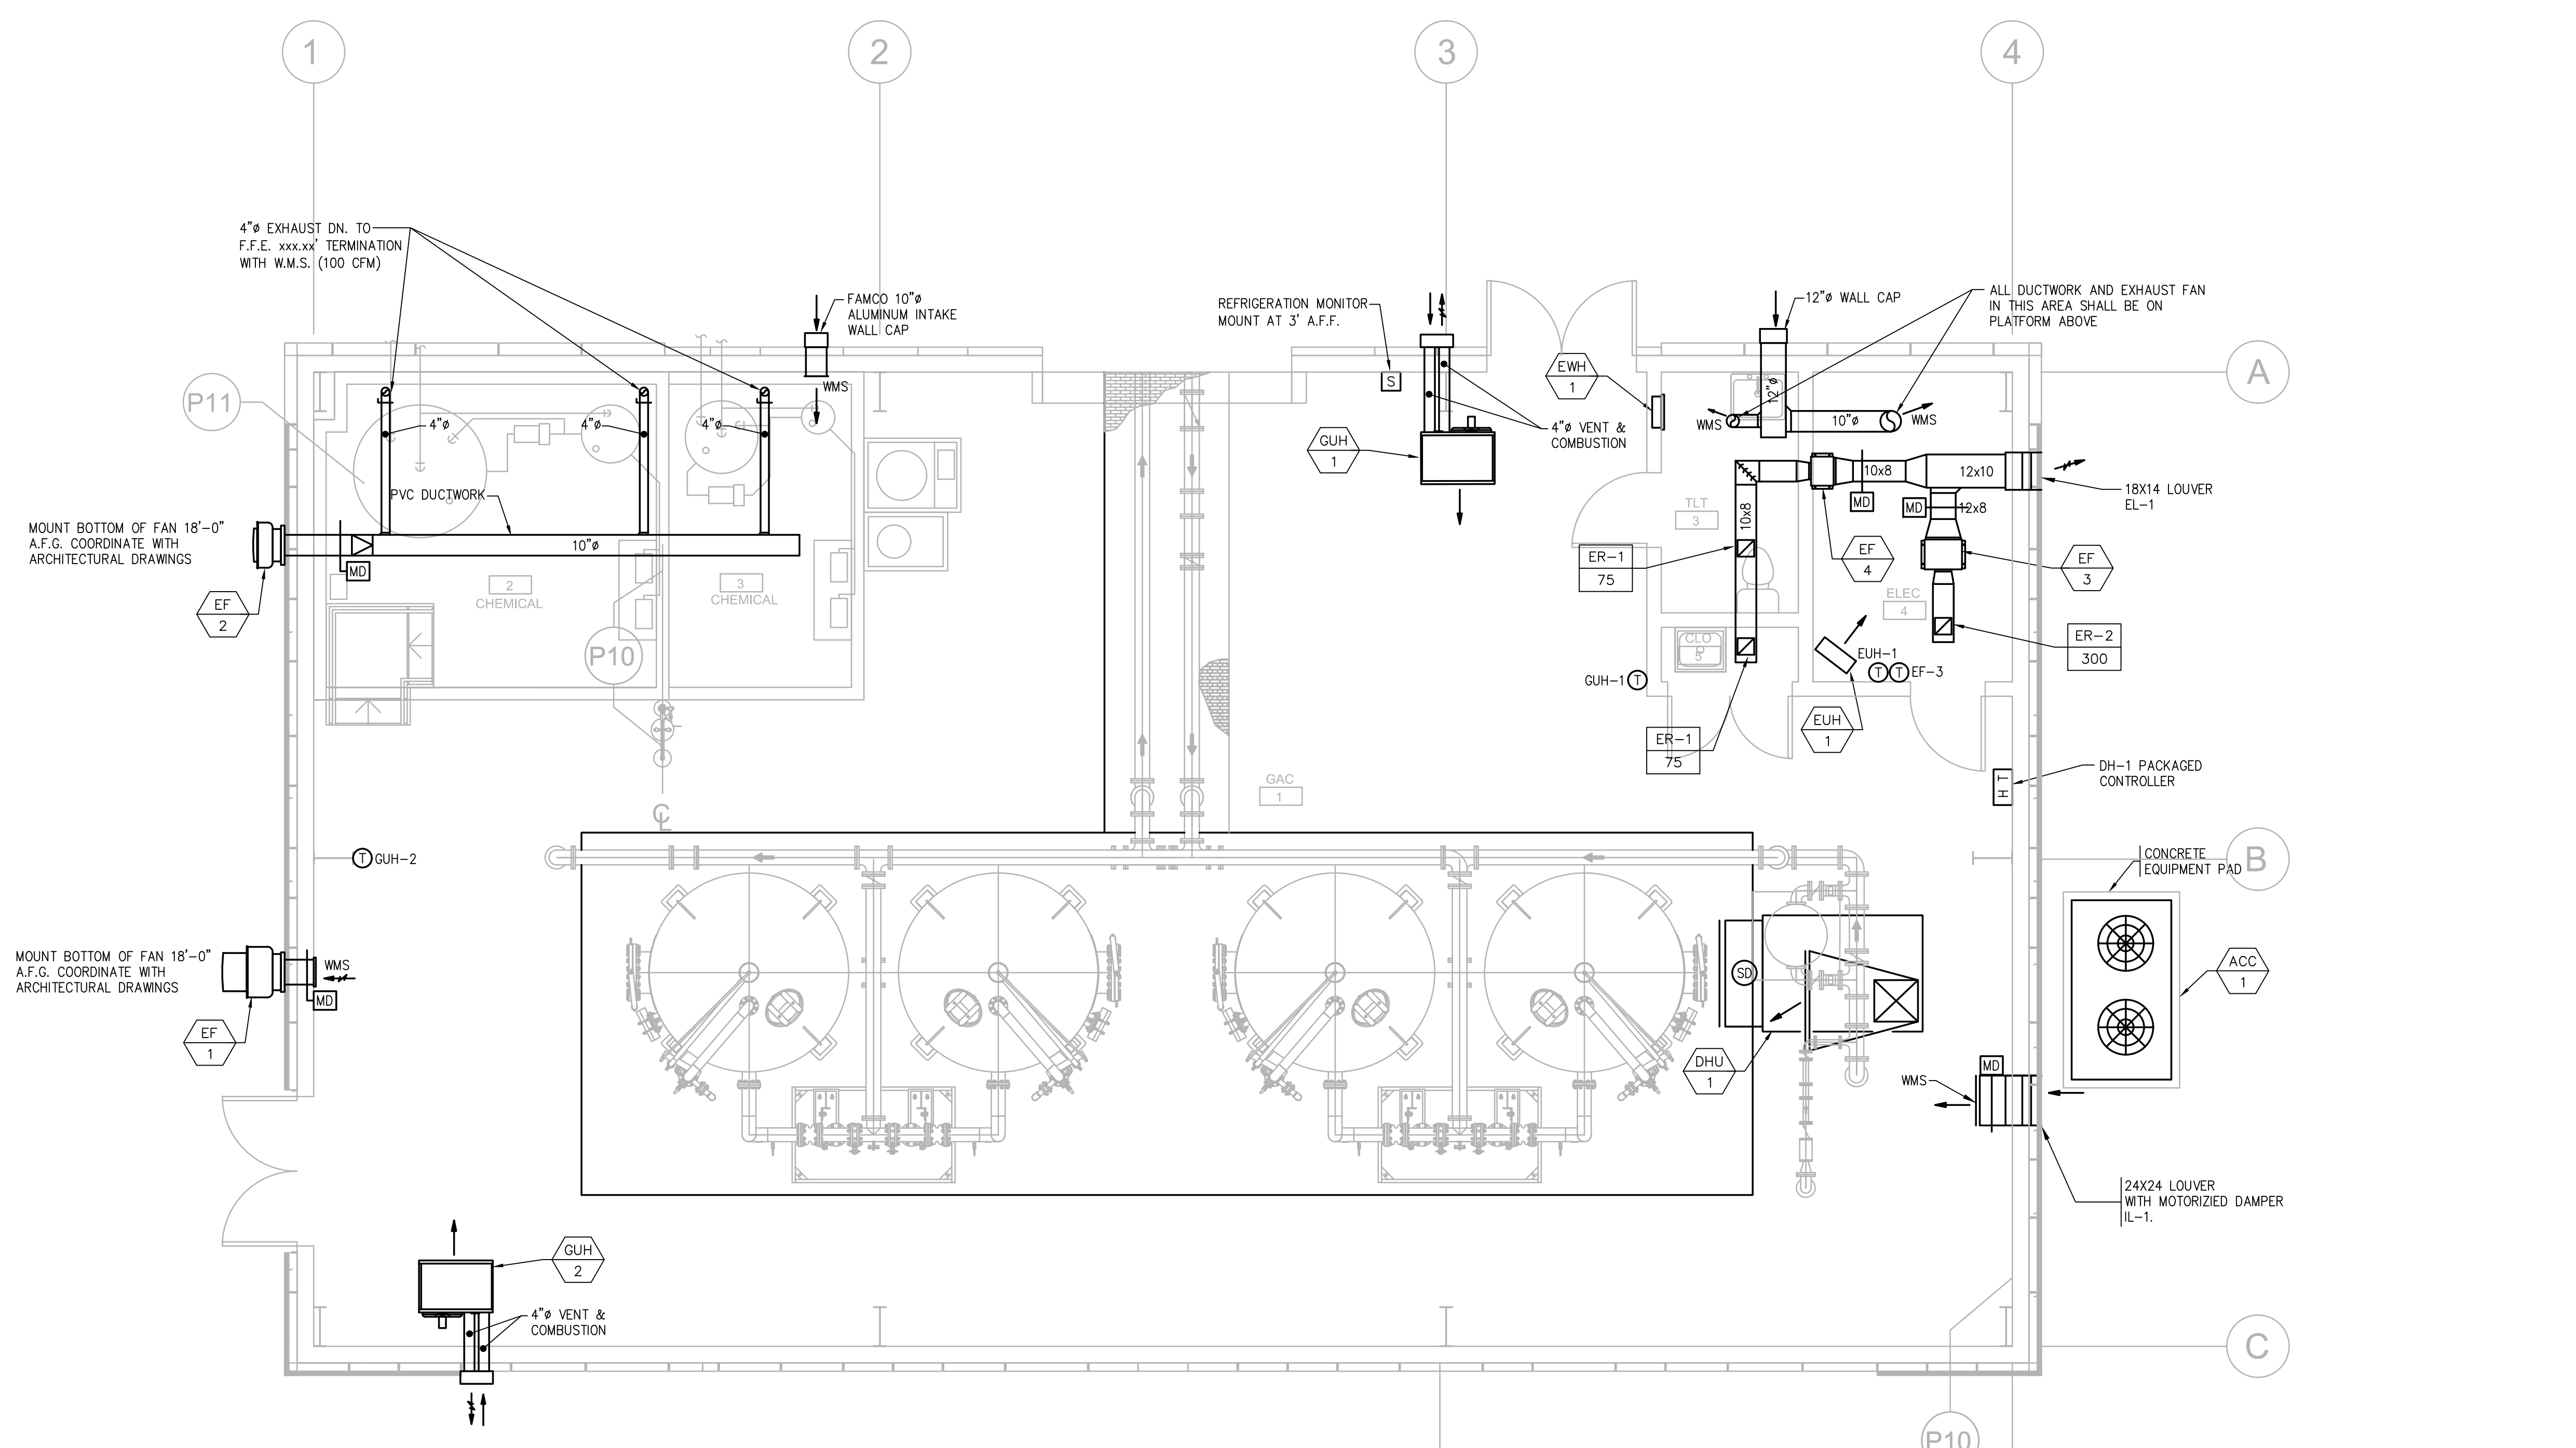 1
2
3
4
4"ø EXHAUST DN. TO
F.F.E. xxx.xx' TERMINATION
WITH W.M.S. (100 CFM)
FAMCO 10"ø
ALUMINUM INTAKE
WALL CAP
WMS
REFRIGERATION MONITOR
MOUNT AT 3' A.F.F.
S
12"ø WALL CAP
ALL DUCTWORK AND EXHAUST FAN
IN THIS AREA SHALL BE ON
PLATFORM ABOVE
A
P11
EWH
1
12"ø
WMS
10"ø
WMS
4"ø
4"ø
4"ø
GUH
1
4"ø VENT &
COMBUSTION
PVC DUCTWORK
10x8
12x10
MD
MD
12x8
18X14 LOUVER
EL-1
TLT
3
10x8
MOUNT BOTTOM OF FAN 18'-0"
A.F.G. COORDINATE WITH
ARCHITECTURAL DRAWINGS
10"ø
MD
ER-1
75
EF
4
EF
3
2
CHEMICAL
3
CHEMICAL
EF
2
ELEC
4
P10
CLO
5
ER-2
300
EUH-1
T
T
EF-3
GUH-1
T
EUH
1
ER-1
75
GAC
1
H T
DH-1 PACKAGED
CONTROLLER
CL
T
GUH-2
CONCRETE
EQUIPMENT PAD
B
MOUNT BOTTOM OF FAN 18'-0"
A.F.G. COORDINATE WITH
ARCHITECTURAL DRAWINGS
WMS
MD
SD
ACC
1
EF
1
DHU
1
MD
WMS
24X24 LOUVER
WITH MOTORIZIED DAMPER
IL-1.
GUH
2
4"ø VENT &
COMBUSTION
C
P10